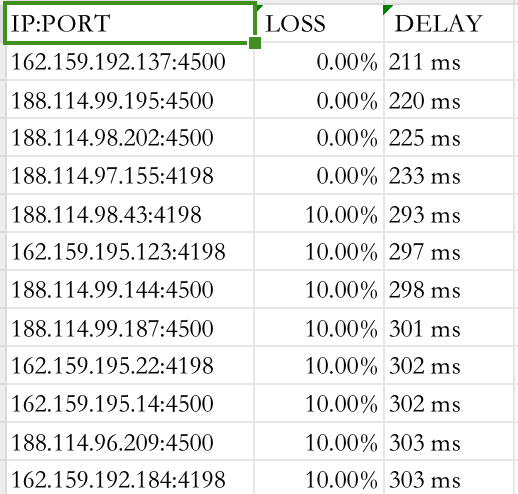 IP:PORT LOSS DELAY
162.159.192.137:4500 0.00% 211 ms
188.114.99.195:4500 0.00% 220 ms
188.114.98.202:4500 0.00% 225 ms
188.114.97.155:4198 0.00% 233 ms
188.114.98.43:4198 10.00% 293 ms
162.159.195.123:4198 10.00% 297 ms
188.114.99.144:4500 10.00% 298 ms
188.114.99.187:4500 10.00% 301 ms
162.159.195.22:4198 10.00% 302 ms
162.159.195.14:4500 10.00% 302 ms
188.114.96.209:4500 10.00% 303 ms
162.159.192.184:4198 10.00% 303 ms